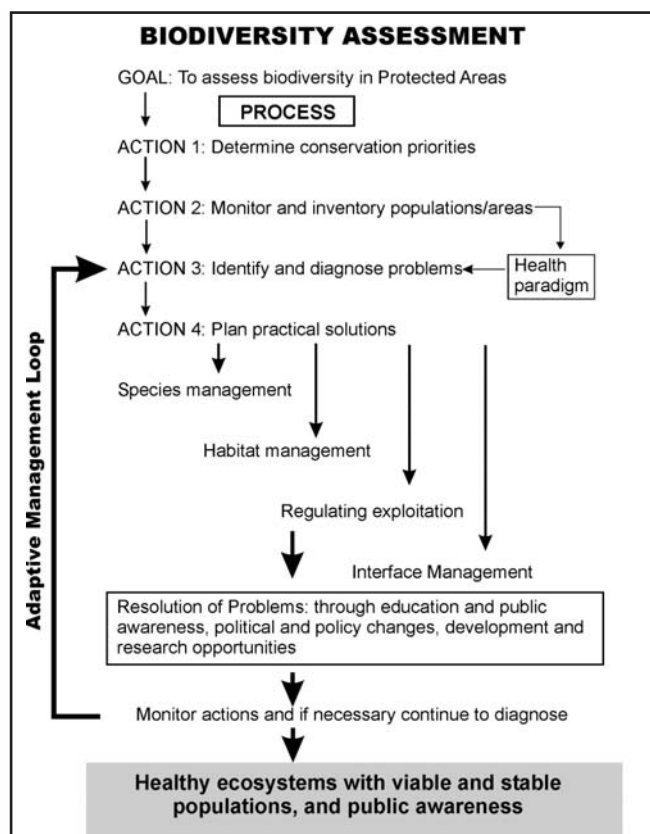 BIODIVERSITY ASSESSMENT
GOAL: To assess biodiversity in Protected Areas
PROCESS
ACTION 1: Determine conservation priorities
ACTION 2: Monitor and inventory populations/areas
ACTION 3: Identify and diagnose problems
Health
paradigm
ACTION 4: Plan practical solutions
Species management
Habitat management
Regulating exploitation
Interface Management
Resolution of Problems: through education and public
awareness, political and policy changes, development and
research opportunities
Monitor actions and if necessary continue to diagnose
Healthy ecosystems with viable and stable
populations, and public awareness
Adaptive Management Loop